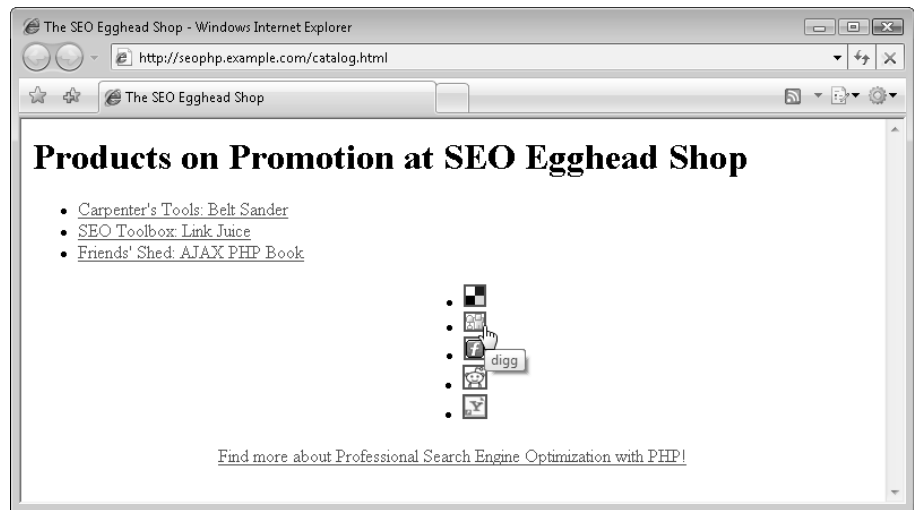 The SEO Egghead Shop - Windows Internet Explorer
http://seophp.example.com/catalog.html
The SEO Egghead Shop
Products on Promotion at SEO Egghead Shop
Carpenter's Tools: Belt Sander
SEO Toolbox: Link Juice
Friends' Shed: AJAX PHP Book
digg
Find more about Professional Search Engine Optimization with PHP!